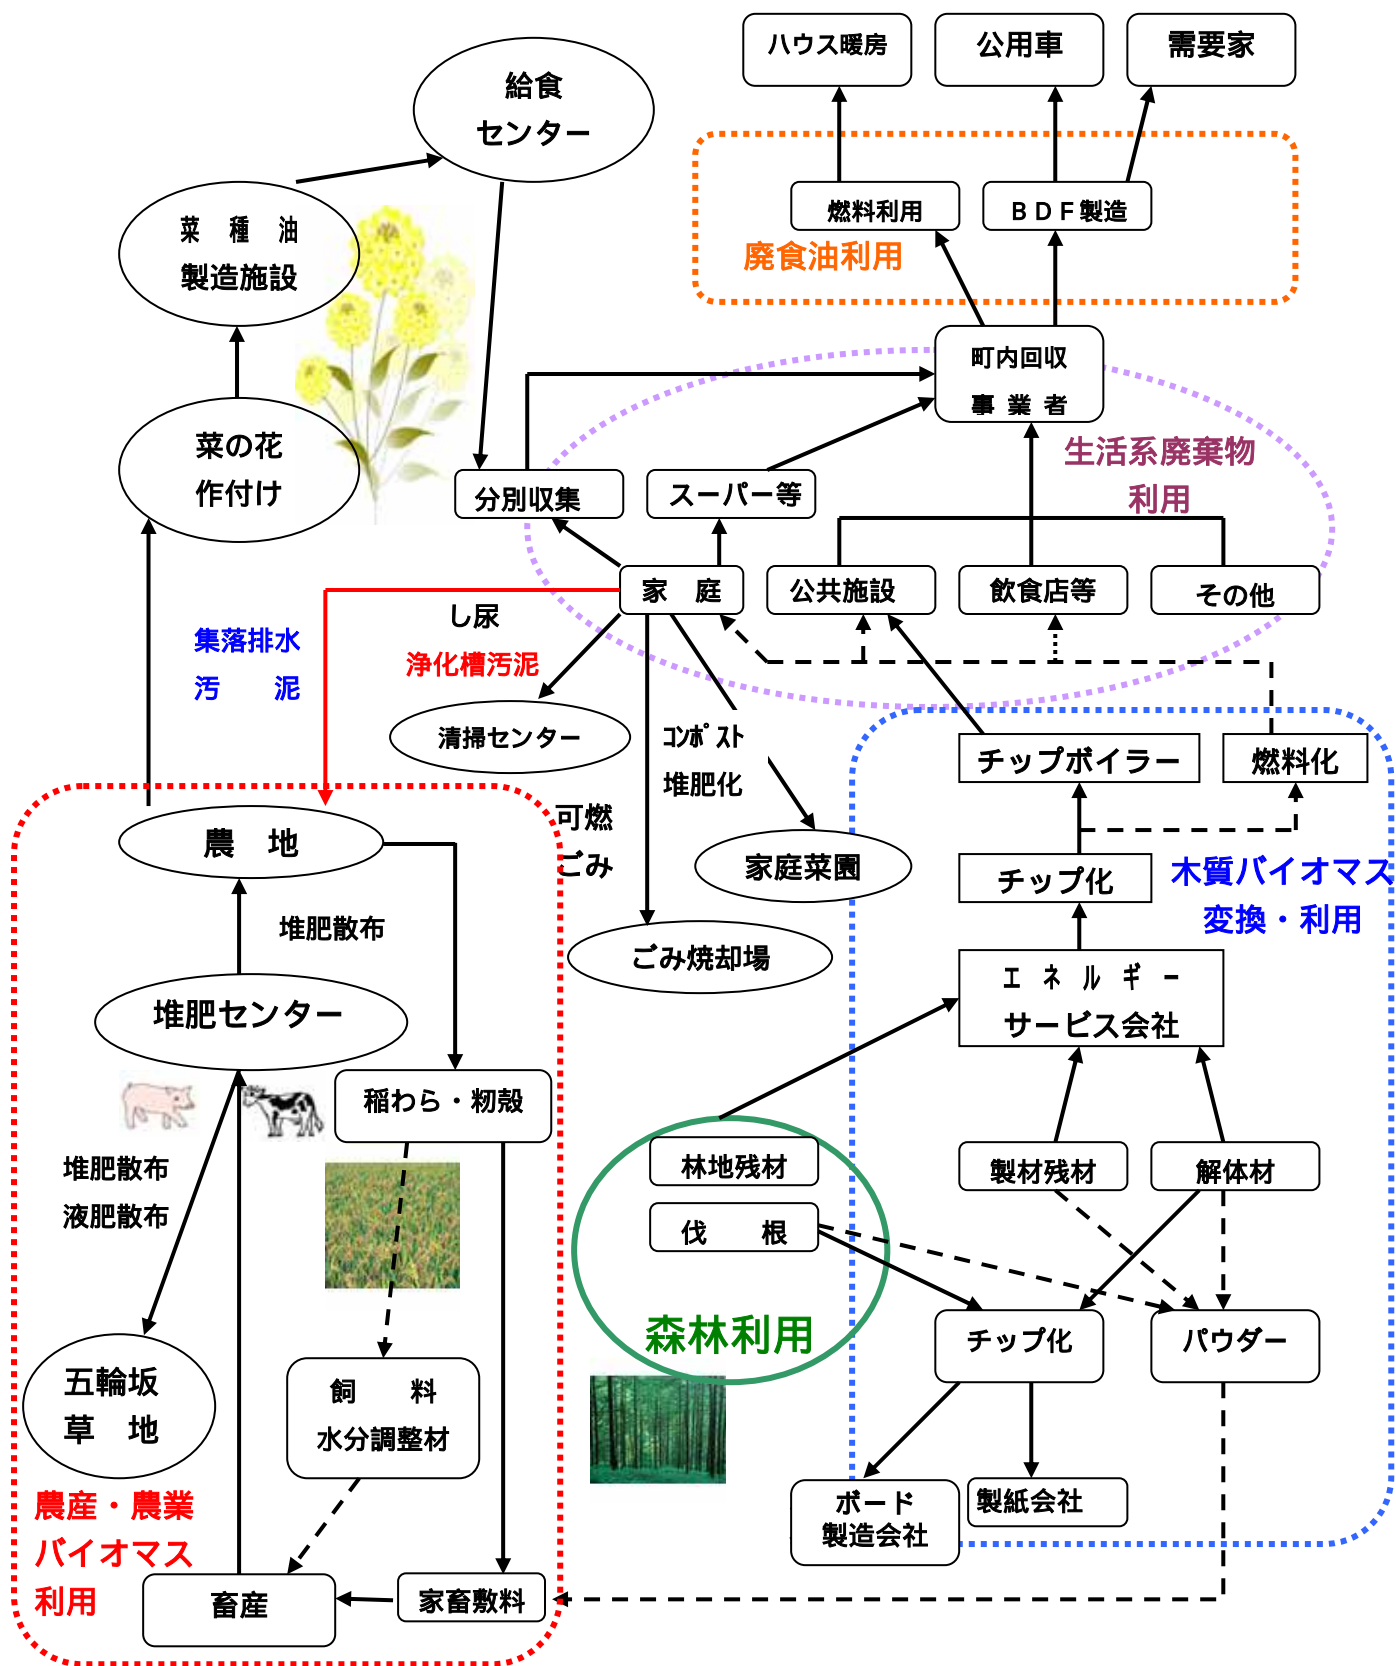 ハウス暖房
公用車
需要家
給食
センター
菜 種 油
製造施設
燃料利用
ＢＤＦ製造
廃食油利用
町内回収
事 業 者
菜の花
作付け
生活系廃棄物
利用
分別収集
スーパー等
家 庭
公共施設
飲食店等
その他
し尿
浄化槽汚泥
集落排水
汚 泥
清掃センター
ｺﾝﾎﾟｽﾄ
堆肥化
チップボイラー
燃料化
可燃
ごみ
農 地
家庭菜園
チップ化
木質バイオマス
変換・利用
堆肥散布
ごみ焼却場
堆肥センター
エ ネ ル ギ ー
サービス会社
稲わら・籾殻
堆肥散布
液肥散布
林地残材
製材残材
解体材
伐 根
森林利用
チップ化
パウダー
五輪坂
草 地
飼 料
水分調整材
農産・農業
バイオマス
利用
ボード
製造会社
製紙会社
畜産
家畜敷料